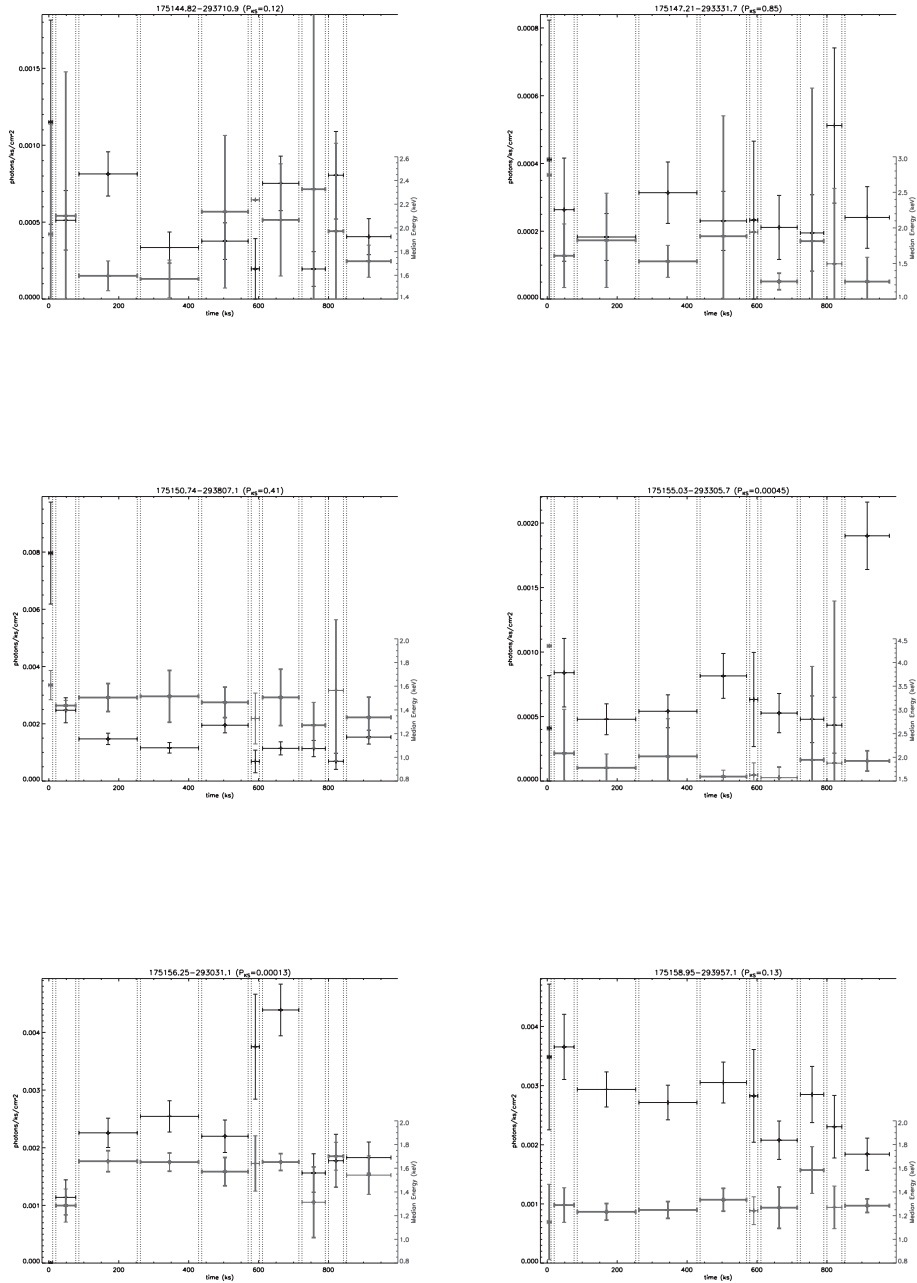 175144.82−293710.9 (PKS=0.12)
photons/ks/cm2
0.0015
0.0010
0.0005
0.0000
2.6
2.4
2.2
2.0
1.8
1.6
1.4
Median Energy (keV)
0 200 400 600 800
time (ks)
175147.21−293331.7 (PKS=0.85)
photons/ks/cm2
0.0008
0.0006
0.0004
0.0002
0.0000
3.0
2.5
2.0
1.5
1.0
Median Energy (keV)
0 200 400 600 800
time (ks)
175150.74−293807.1 (PKS=0.41)
photons/ks/cm2
0.008
0.006
0.004
0.002
0.000
2.0
1.8
1.6
1.4
1.2
1.0
0.8
Median Energy (keV)
0 200 400 600 800
time (ks)
175155.03−293305.7 (PKS=0.00045)
photons/ks/cm2
0.0020
0.0015
0.0010
0.0005
0.0000
4.5
4.0
3.5
3.0
2.5
2.0
1.5
Median Energy (keV)
0 200 400 600 800
time (ks)
175156.25−293031.1 (PKS=0.00013)
photons/ks/cm2
0.004
0.003
0.002
0.001
0.000
2.0
1.8
1.6
1.4
1.2
1.0
0.8
Median Energy (keV)
0 200 400 600 800
time (ks)
175158.95−293957.1 (PKS=0.13)
photons/ks/cm2
0.004
0.003
0.002
0.001
0.000
2.0
1.8
1.6
1.4
1.2
1.0
0.8
Median Energy (keV)
0 200 400 600 800
time (ks)